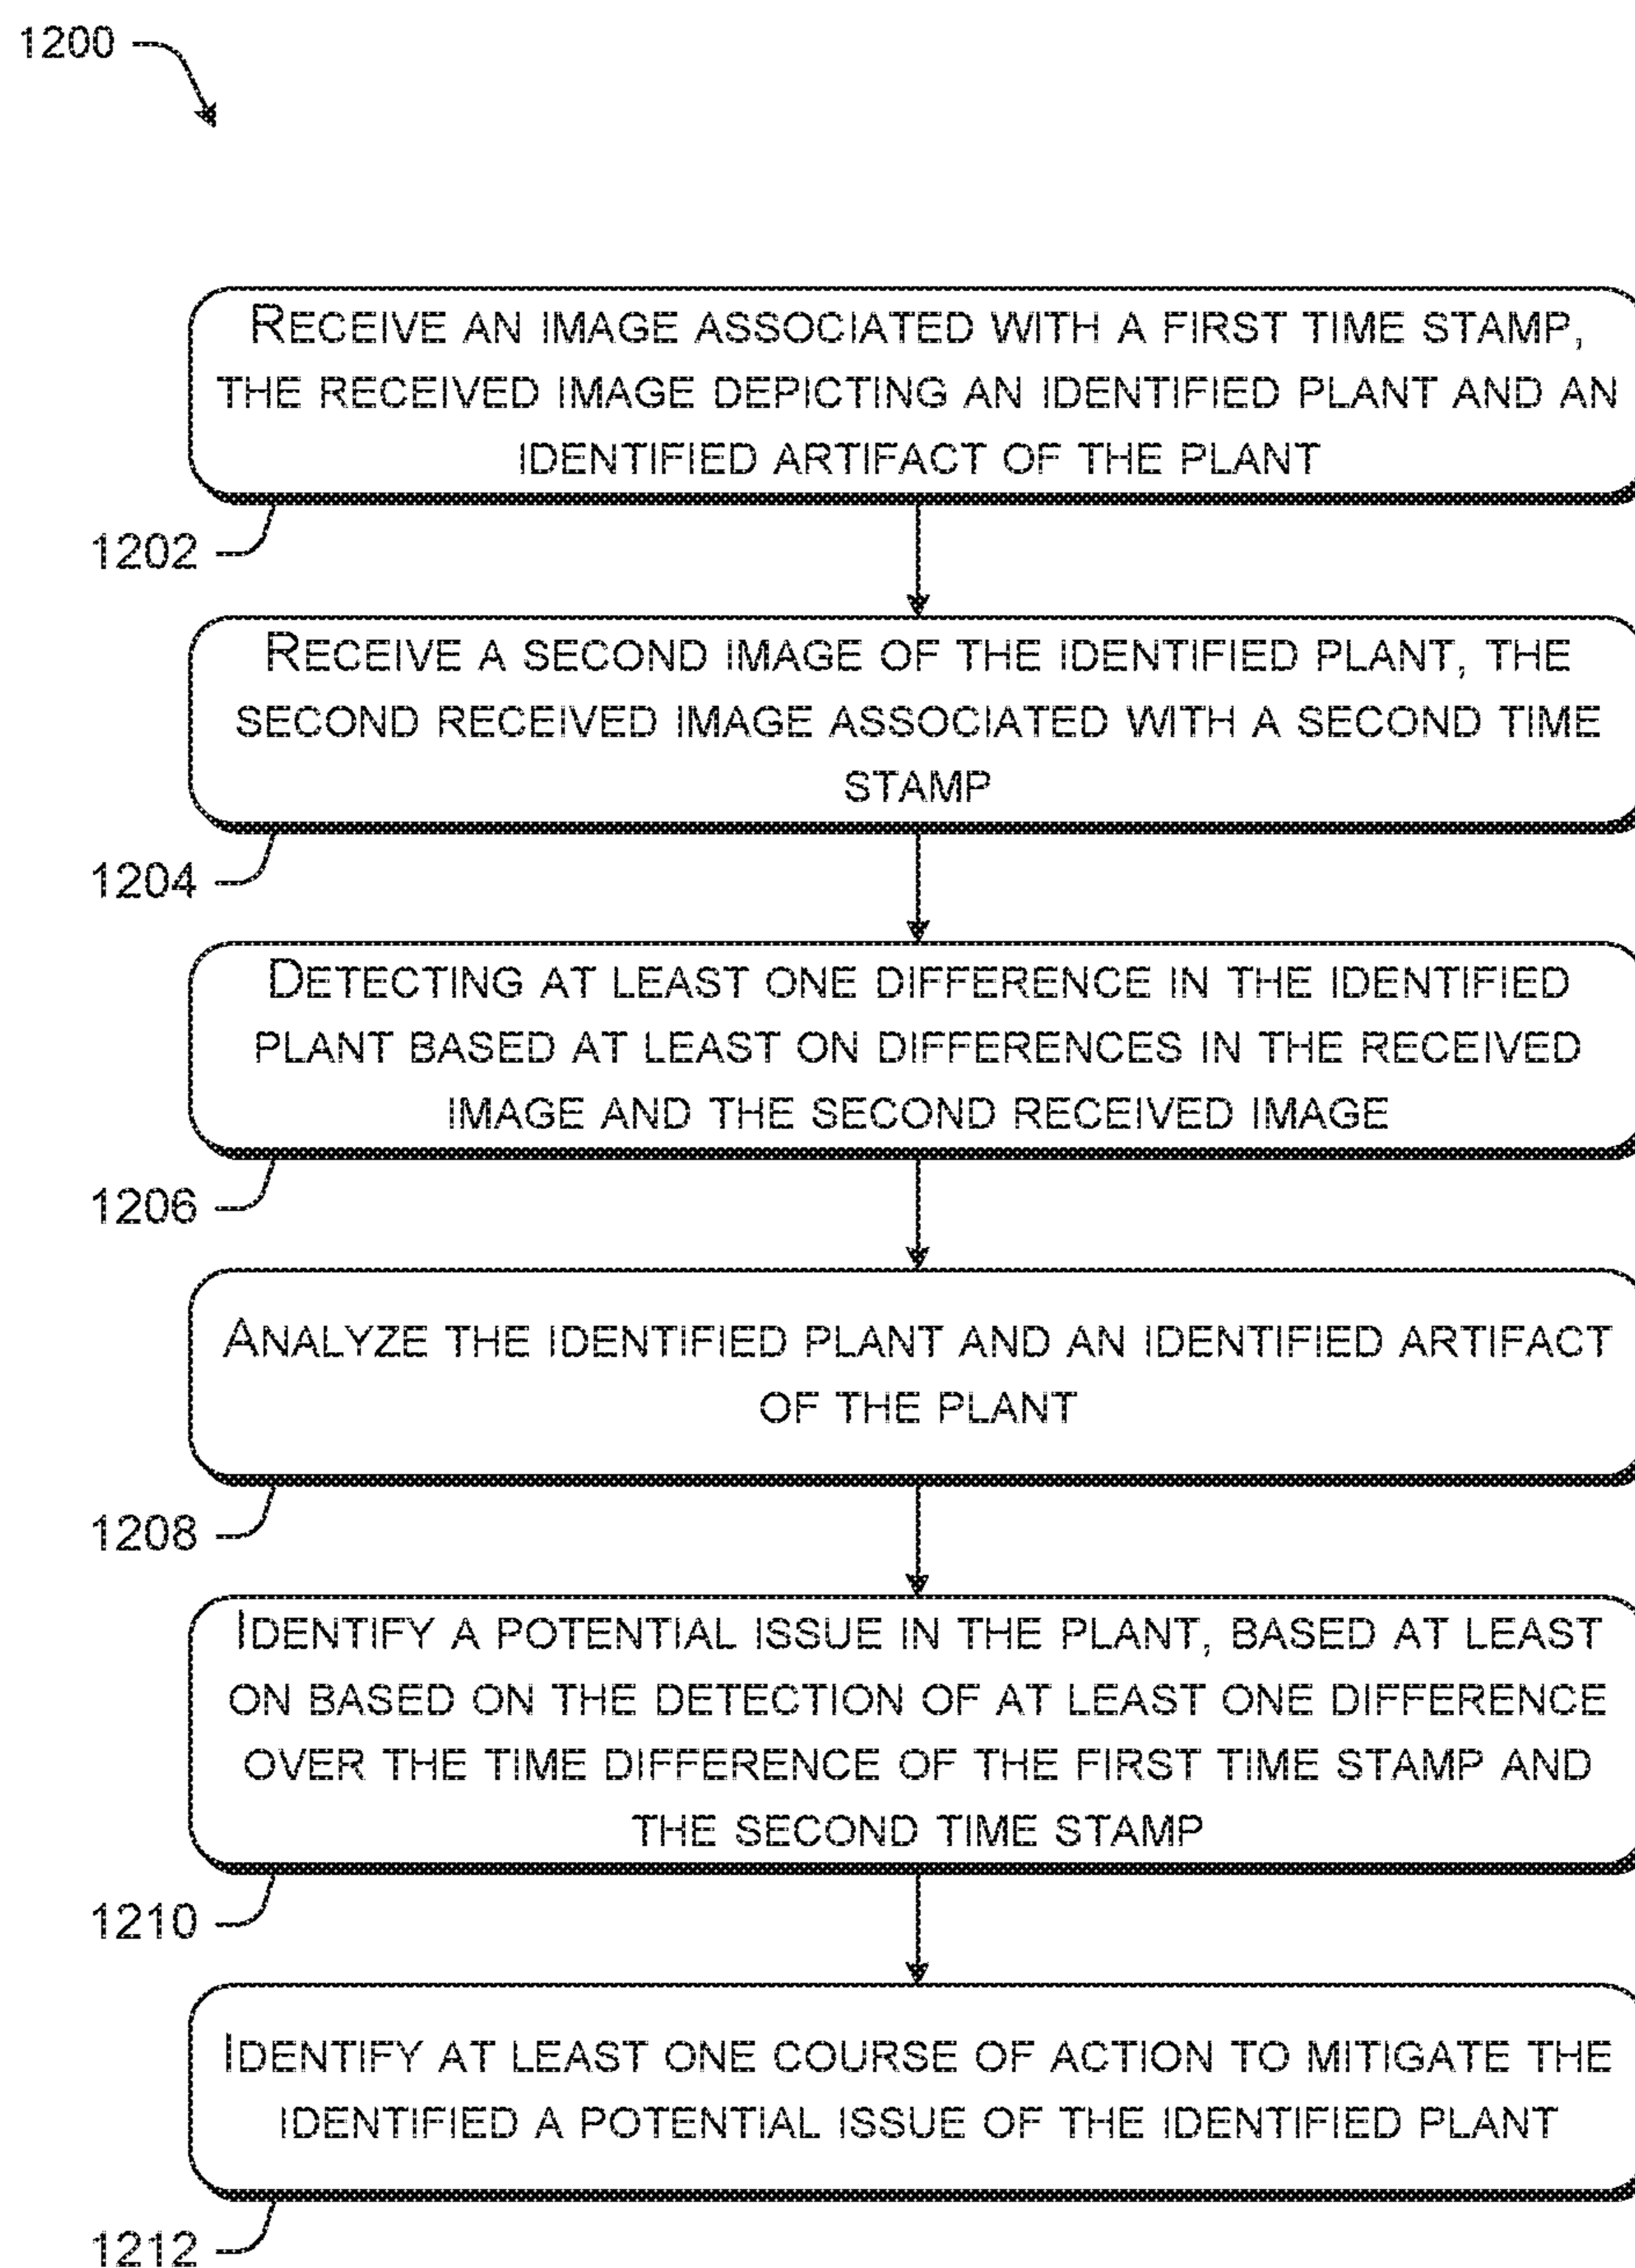 1200
RECEIVE AN IMAGE ASSOCIATED WITH A FIRST TIME STAMP,
THE RECEIVED IMAGE DEPICTING AN IDENTIFIED PLANT AND AN
IDENTIFIED ARTIFACT OF THE PLANT
1202
RECEIVE A SECOND IMAGE OF THE IDENTIFIED PLANT, THE
SECOND RECEIVED IMAGE ASSOCIATED WITH A SECOND TIME
STAMP
1204
DETECTING AT LEAST ONE DIFFERENCE IN THE IDENTIFIED
PLANT BASED AT LEAST ON DIFFERENCES IN THE RECEIVED
IMAGE AND THE SECOND RECEIVED IMAGE
1206
ANALYZE THE IDENTIFIED PLANT AND AN IDENTIFIED ARTIFACT
OF THE PLANT
1208
IDENTIFY A POTENTIAL ISSUE IN THE PLANT, BASED AT LEAST
ON BASED ON THE DETECTION OF AT LEAST ONE DIFFERENCE
OVER THE TIME DIFFERENCE OF THE FIRST TIME STAMP AND
THE SECOND TIME STAMP
1210
IDENTIFY AT LEAST ONE COURSE OF ACTION TO MITIGATE THE
IDENTIFIED A POTENTIAL ISSUE OF THE IDENTIFIED PLANT
1212